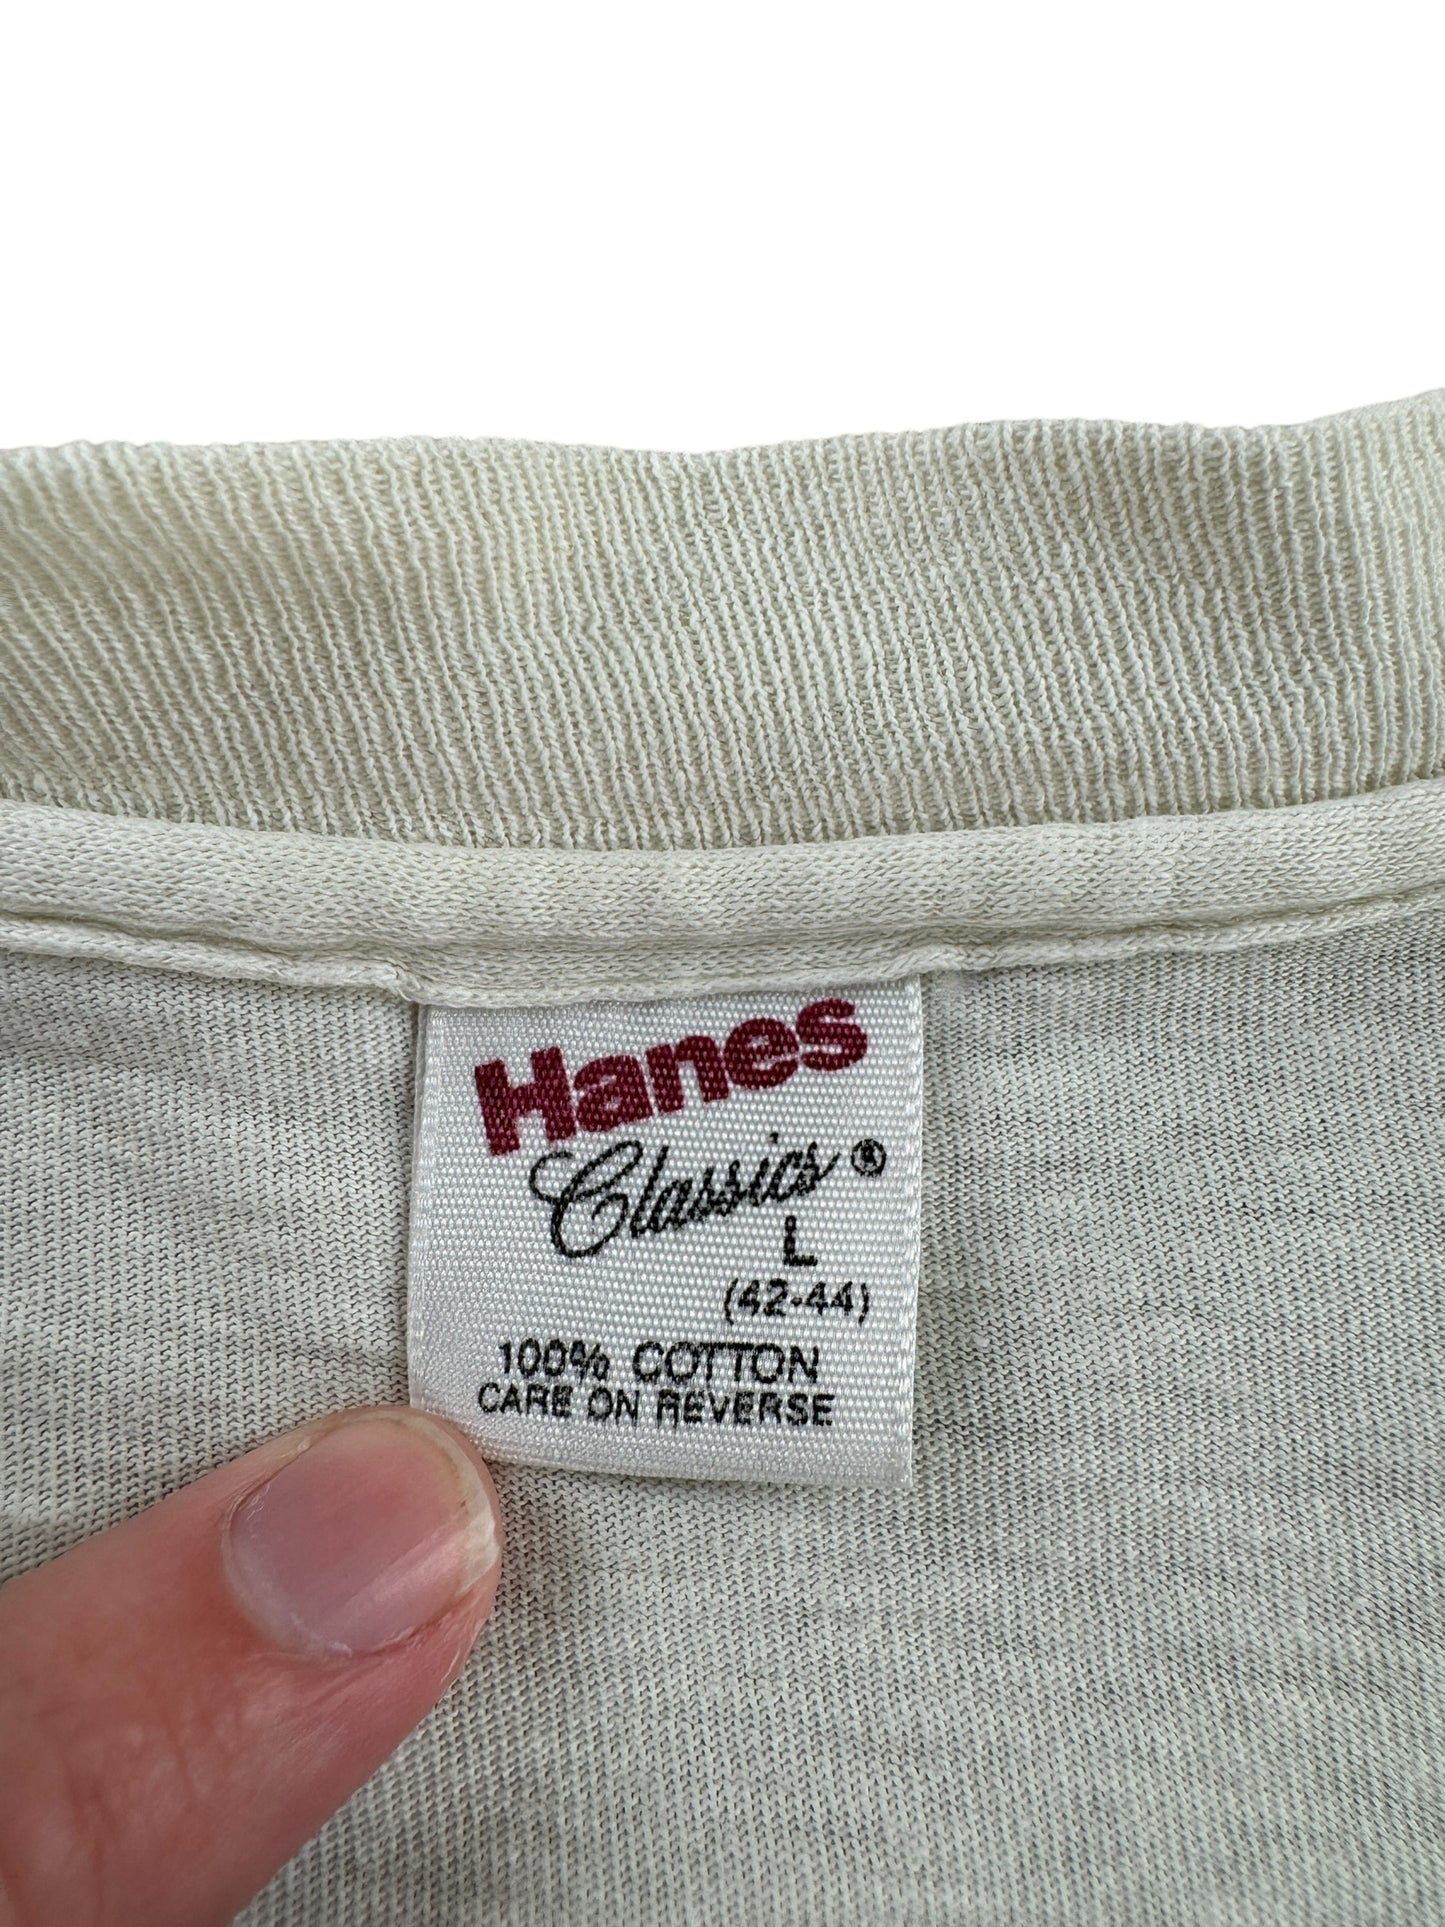 Hanes
Classics ®
L
(42-44)
100% COTTON
CARE ON REVERSE